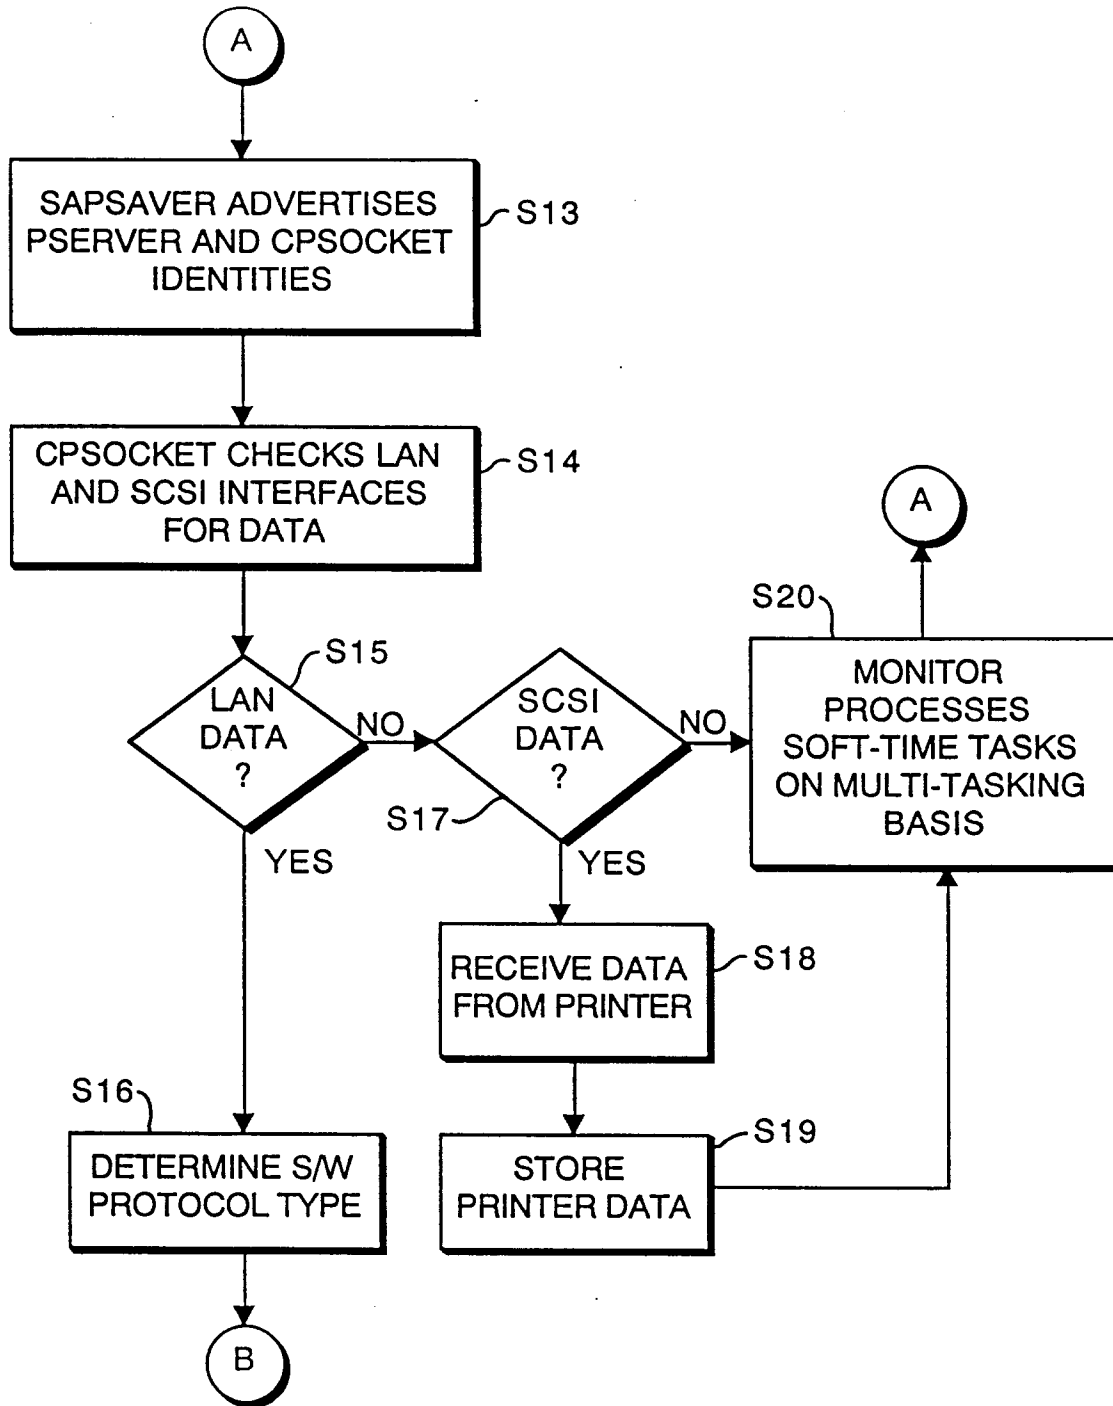 A
SAPSAVER ADVERTISES
PSERVER AND CPSOCKET
IDENTITIES
S13
CPSOCKET CHECKS LAN
AND SCSI INTERFACES
FOR DATA
S14
A
S20
MONITOR
PROCESSES
SOFT-TIME TASKS
ON MULTI-TASKING
BASIS
S15
LAN
DATA
?
NO
YES
SCSI
DATA
?
NO
S17
YES
RECEIVE DATA
FROM PRINTER
S18
S16
DETERMINE S/W
PROTOCOL TYPE
STORE
PRINTER DATA
S19
B